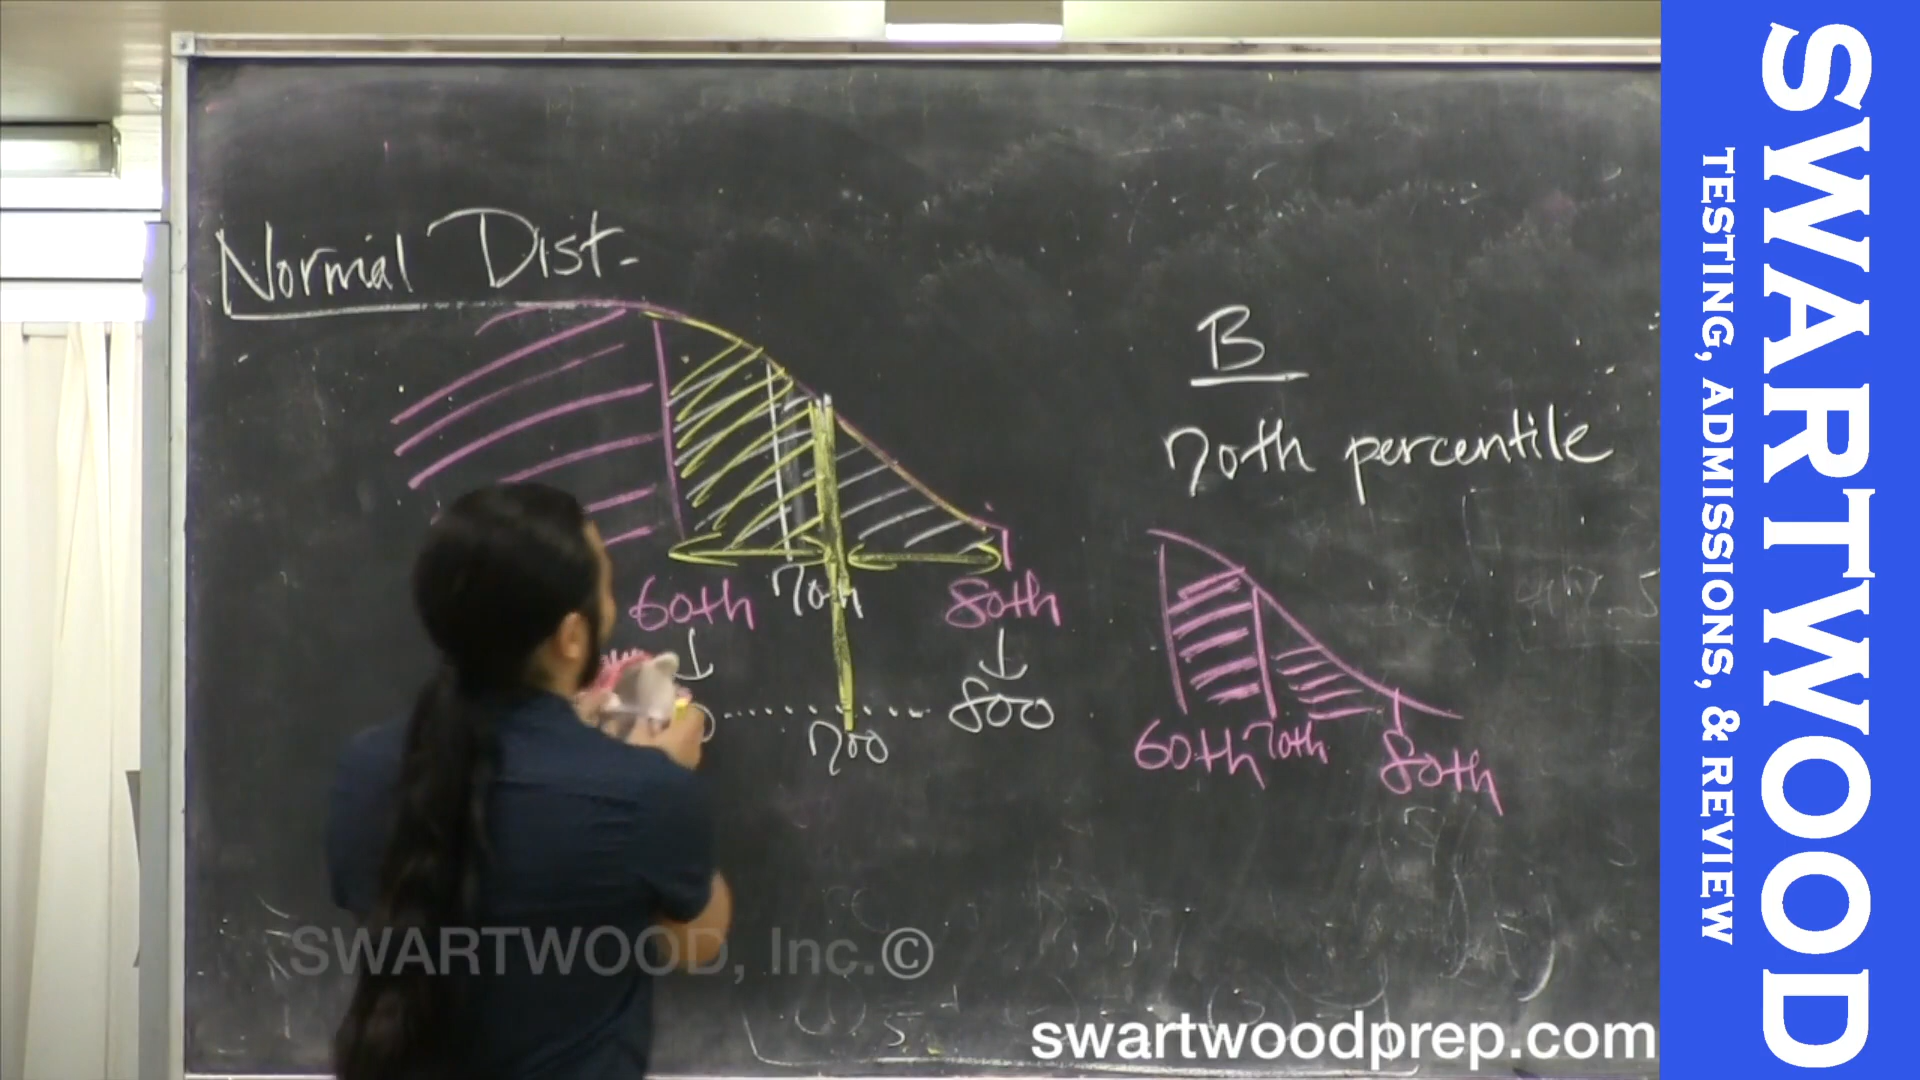 Normal Dist.
B
70th percentile
60th 70th 80th
800
700
60th 70th 80th
SWARTWOOD, Inc.©
swartwoodprep.com
SWARTWOOD
TESTING, ADMISSIONS, & REVIEW